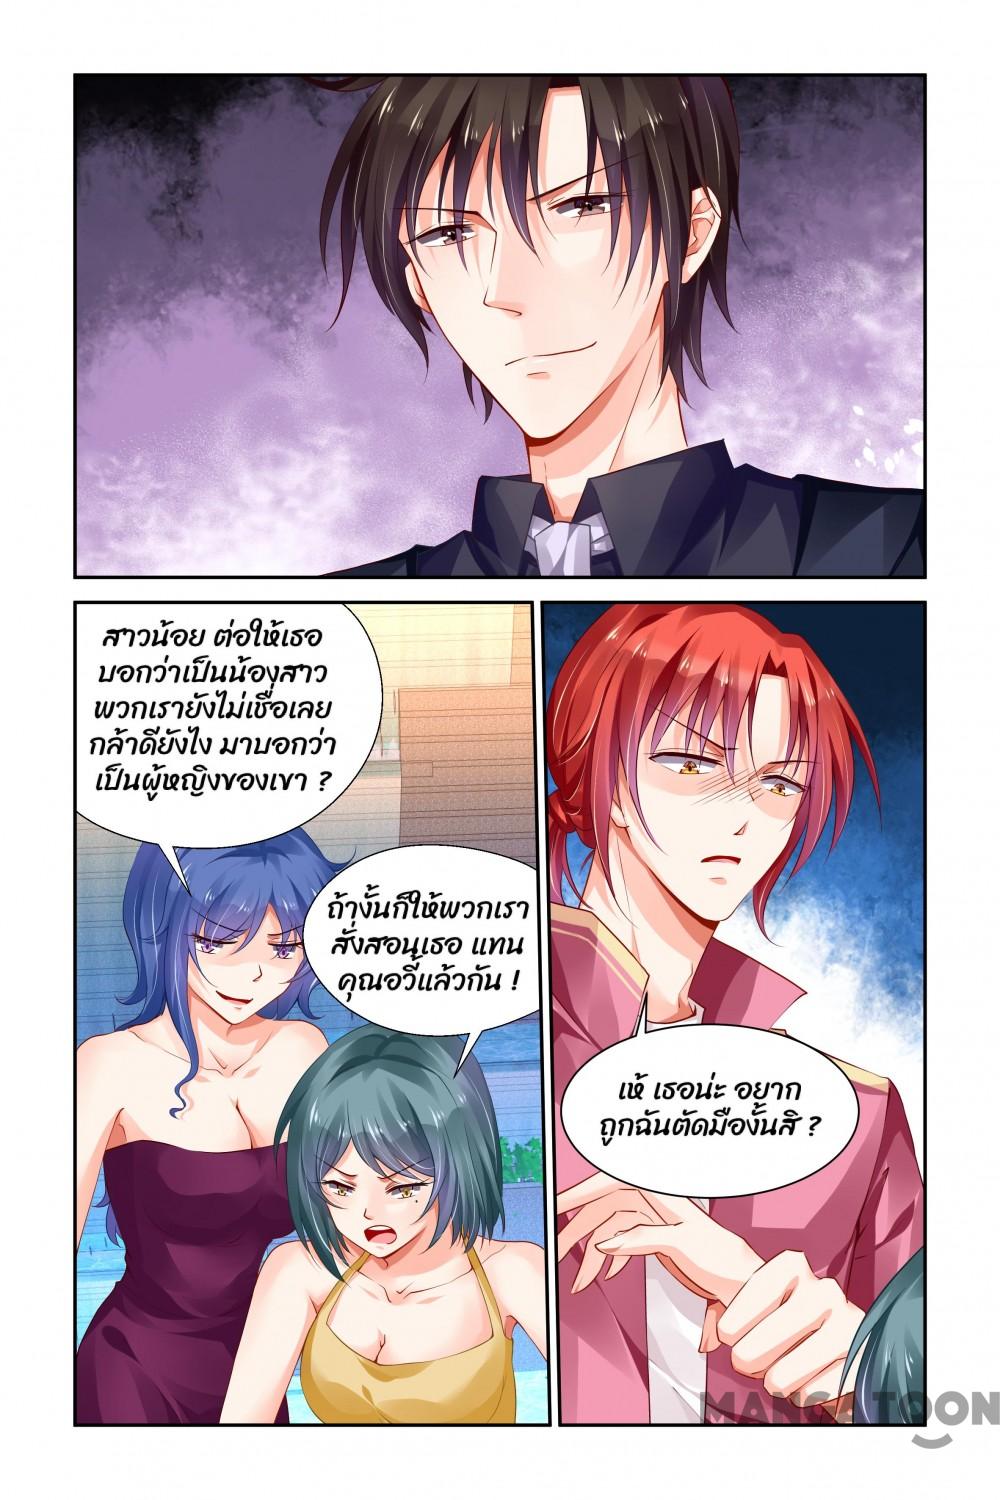 สาวน้อย ต่อให้เธอ
บอกว่าเป็นน้องสาว
พวกเรายังไม่เชื่อเลย
กล้าดียังไง มาบอกว่า
เป็นผู้หญิงของเขา ?
ถ้างั้นก็ให้พวกเรา
สั่งสอนเธอ แทน
คุณอวี้แล้วกัน !
เห้ เธอน่ะ อยาก
ถูกฉันตัดมืองั้นสิ ?
MANGATOON